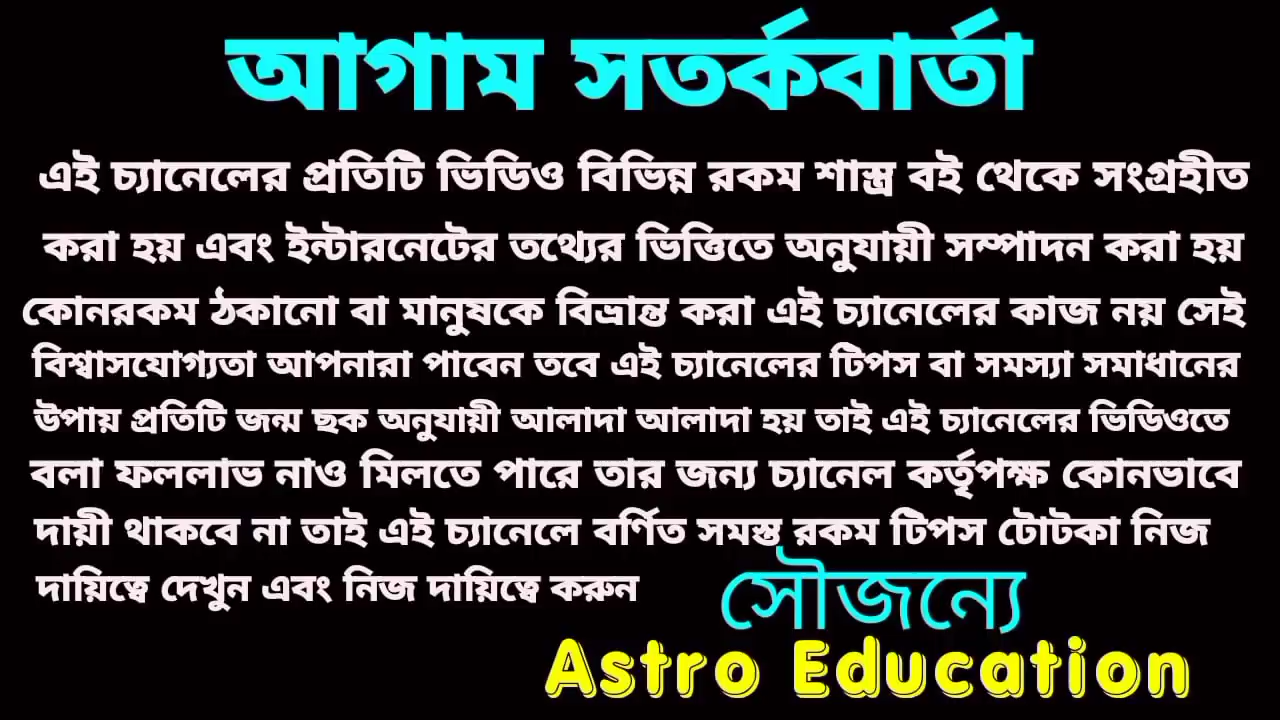 আগাম সতর্কবার্তা
এই চ্যানেলের প্রতিটি ভিডিও বিভিন্ন রকম শাস্ত্র বই থেকে সংগ্রহীত
করা হয় এবং ইন্টারনেটের তথ্যের ভিত্তিতে অনুযায়ী সম্পাদন করা হয়
কোনরকম ঠকানো বা মানুষকে বিভ্রান্ত করা এই চ্যানেলের কাজ নয় সেই
বিশ্বাসযোগ্যতা আপনারা পাবেন তবে এই চ্যানেলের টিপস বা সমস্যা সমাধানের
উপায় প্রতিটি জন্ম ছক অনুযায়ী আলাদা আলাদা হয় তাই এই চ্যানেলের ভিডিওতে
বলা ফললাভ নাও মিলতে পারে তার জন্য চ্যানেল কর্তৃপক্ষ কোনভাবে
দায়ী থাকবে না তাই এই চ্যানেলে বর্ণিত সমস্ত রকম টিপস টোটকা নিজ
দায়িত্বে দেখুন এবং নিজ দায়িত্বে করুন
সৌজন্যে
Astro Education